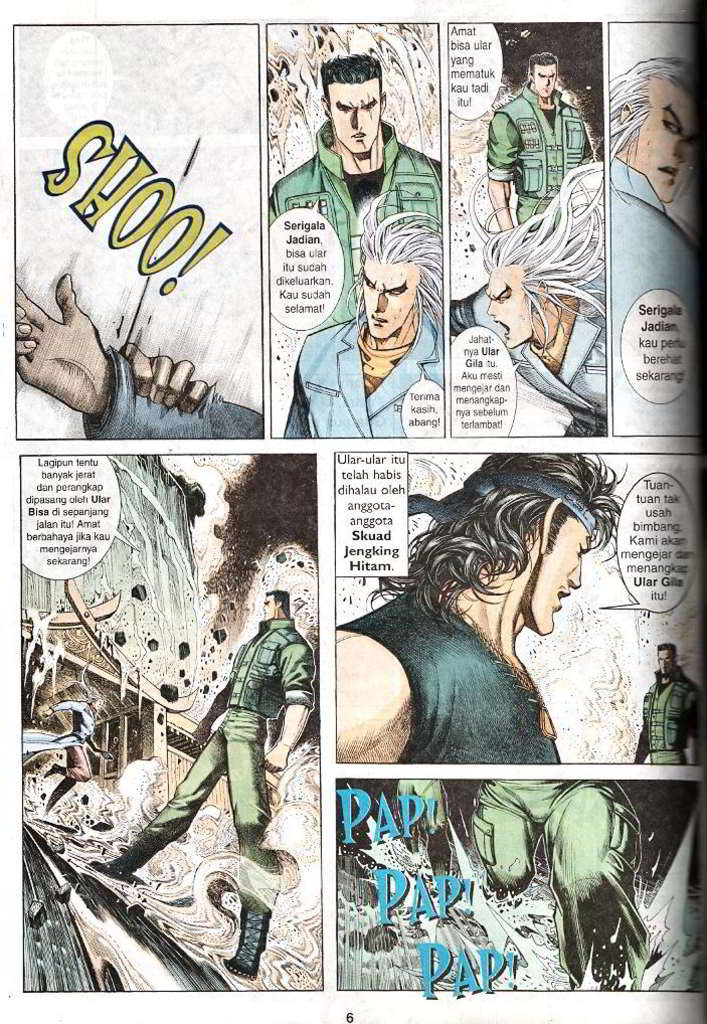 SHOO!
Serigala
Jadian,
bisa ular
itu sudah
dikeluarkan.
Kau sudah
selamat!
Terima
kasih,
abang!
Amat
bisa ular
yang
mematuk
kau tadi
itu!
Jahat-
nya Ular
Gila itu.
Aku mesti
mengejar dan
menangkap-
nya sebelum
terlambat!
Serigala
Jadian,
kau perlu
berehat
sekarang!
Lagipun tentu
banyak jerat
dan perangkap
dipasang oleh Ular
Bisa di sepanjang
jalan itu! Amat
berbahaya jika kau
mengejarnya
sekarang!
Ular-ular itu
telah habis
dihalau oleh
anggota-
anggota
Skuad
Jengking
Hitam.
Tuan-
tuan tak
usah
bimbang.
Kami akan
mengejar dan
menangkap
Ular Gila
itu!
PAP!
PAP!
PAP!
6